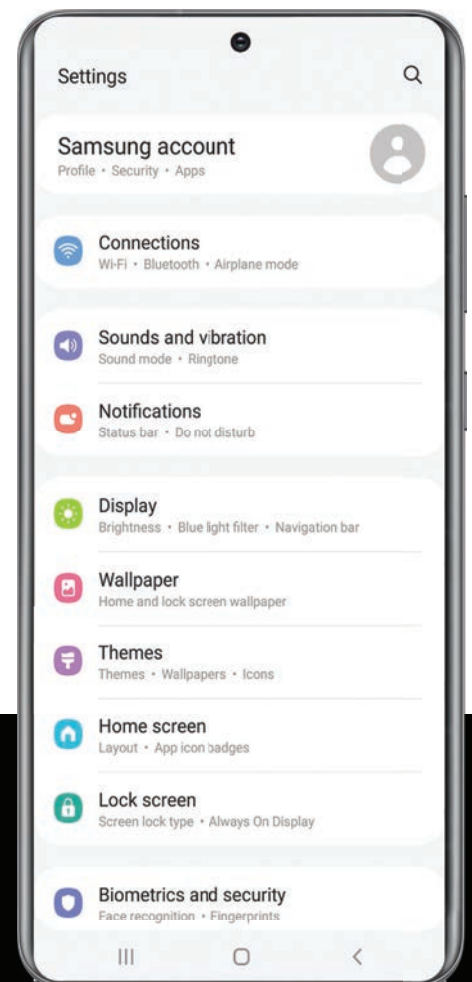 Settings
Samsung account
Profile • Security • Apps
Connections
Wi-Fi • Bluetooth • Airplane mode
Sounds and vibration
Sound mode • Ringtone
Notifications
Status bar • Do not disturb
Display
Brightness • Blue light filter • Navigation bar
Wallpaper
Home and lock screen wallpaper
Themes
Themes • Wallpapers • Icons
Home screen
Layout • App icon badges
Lock screen
Screen lock type • Always On Display
Biometrics and security
Face recognition • Fingerprints